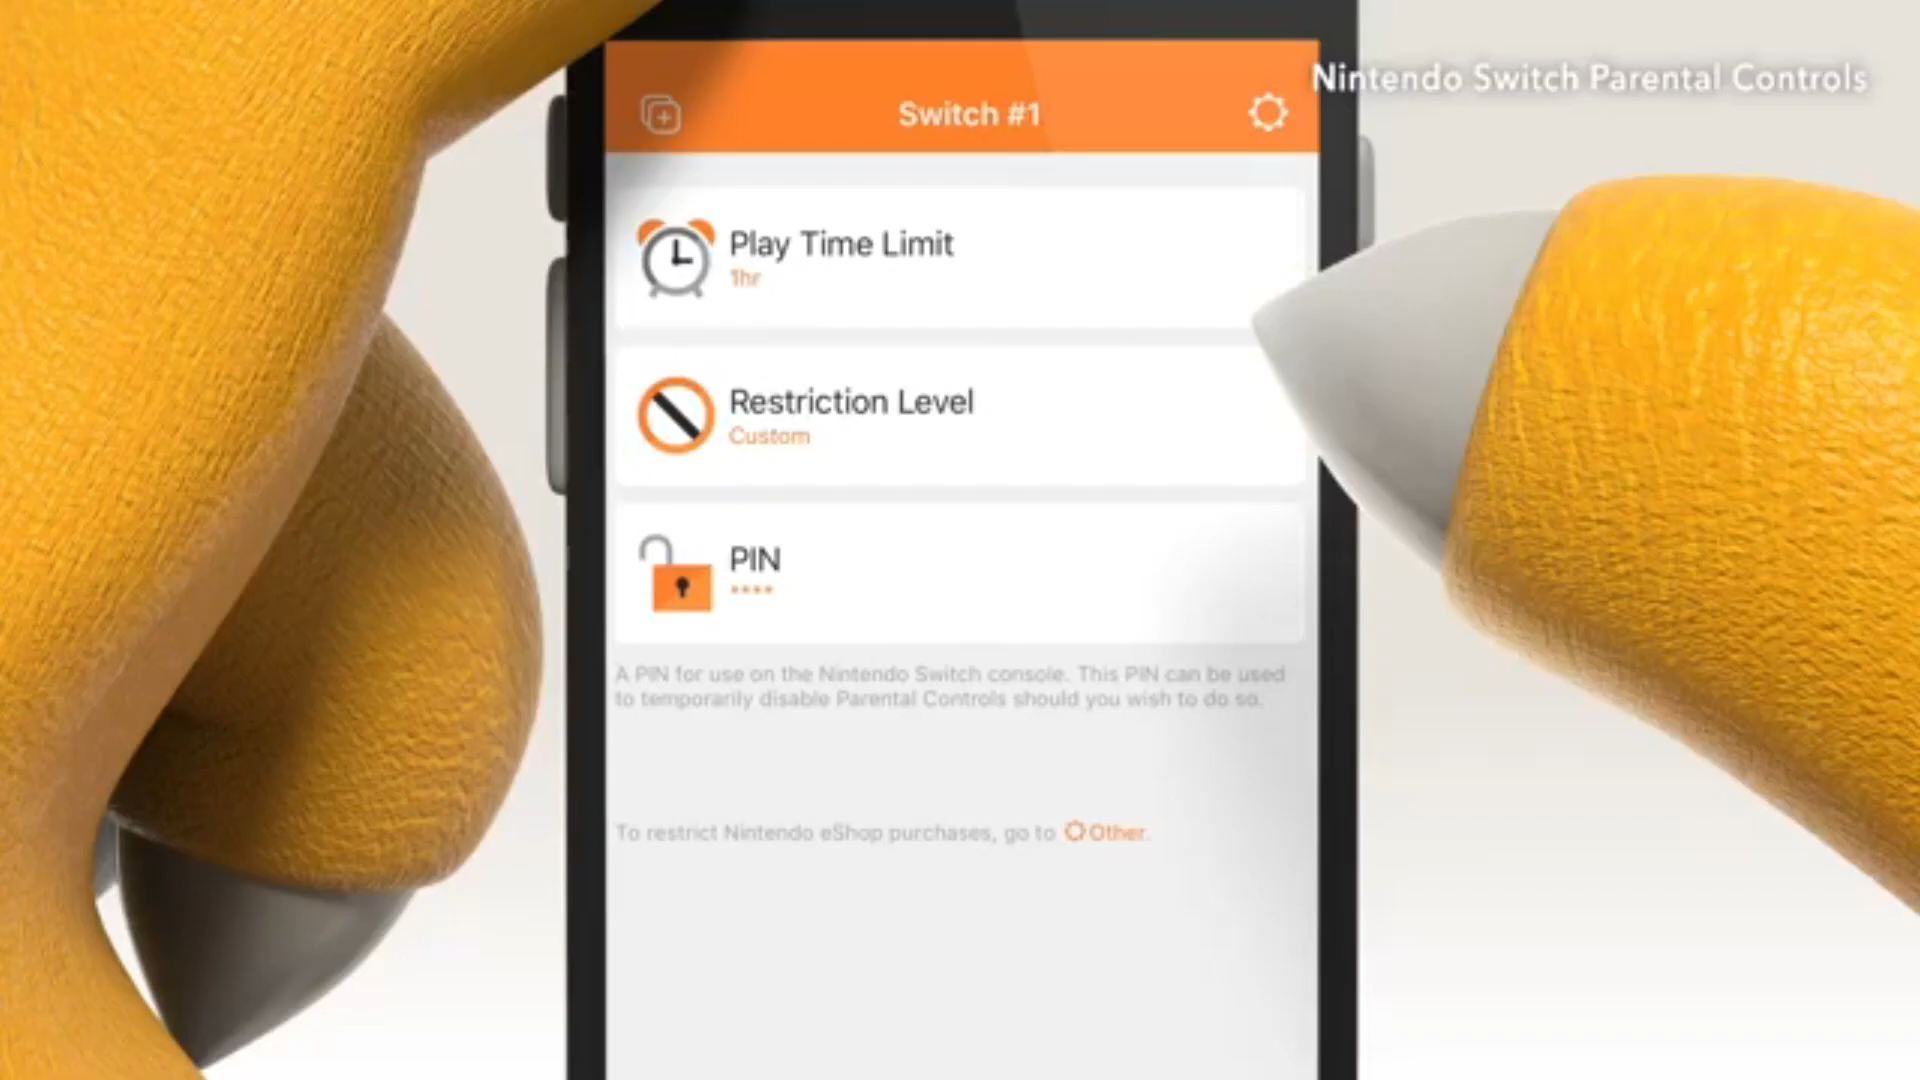 Nintendo Switch Parental Controls
Switch #1
Play Time Limit
1hr
Restriction Level
Custom
PIN
****
A PIN for use on the Nintendo Switch console. This PIN can be used
to temporarily disable Parental Controls should you wish to do so.
To restrict Nintendo eShop purchases, go to Other.